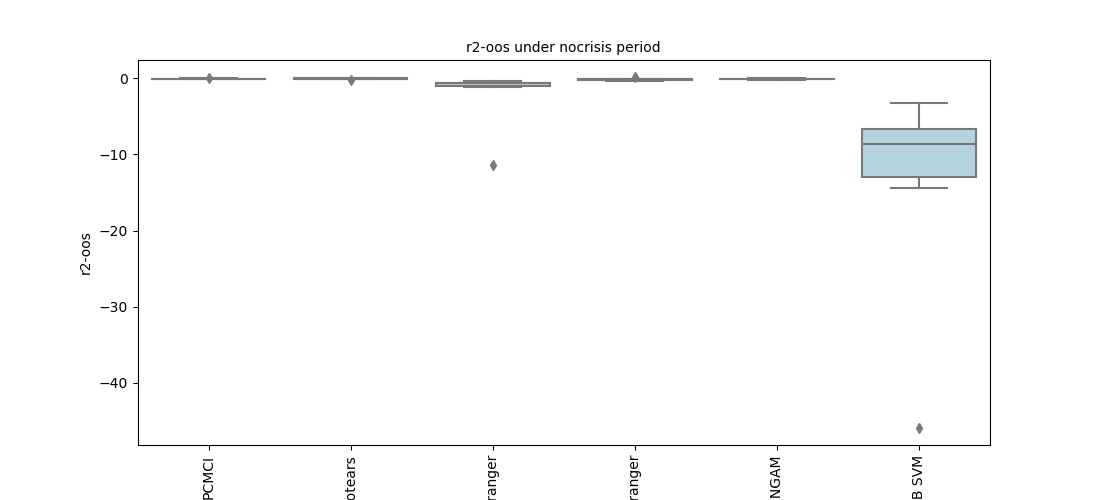 r2-oos under nocrisis period
0
−10
−20
−30
−40
r2-oos
PCMCI
otears
ranger
ranger
NGAM
B SVM